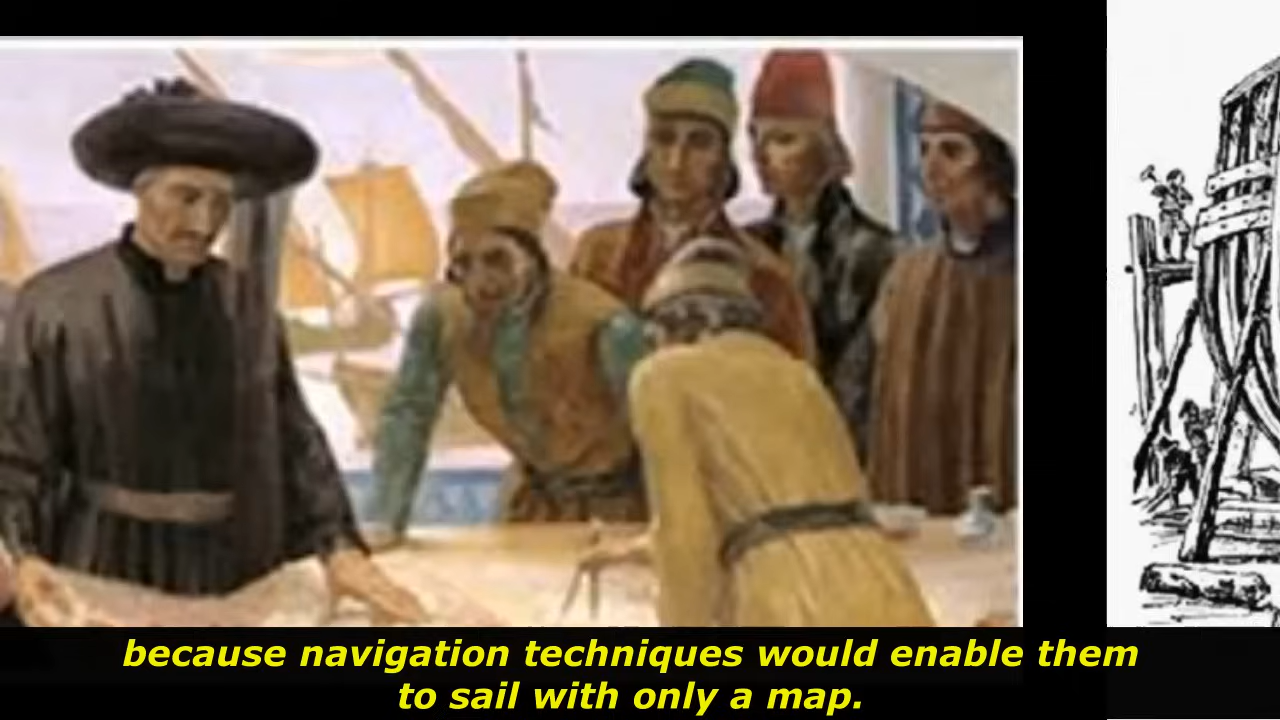 because navigation techniques would enable them
to sail with only a map.